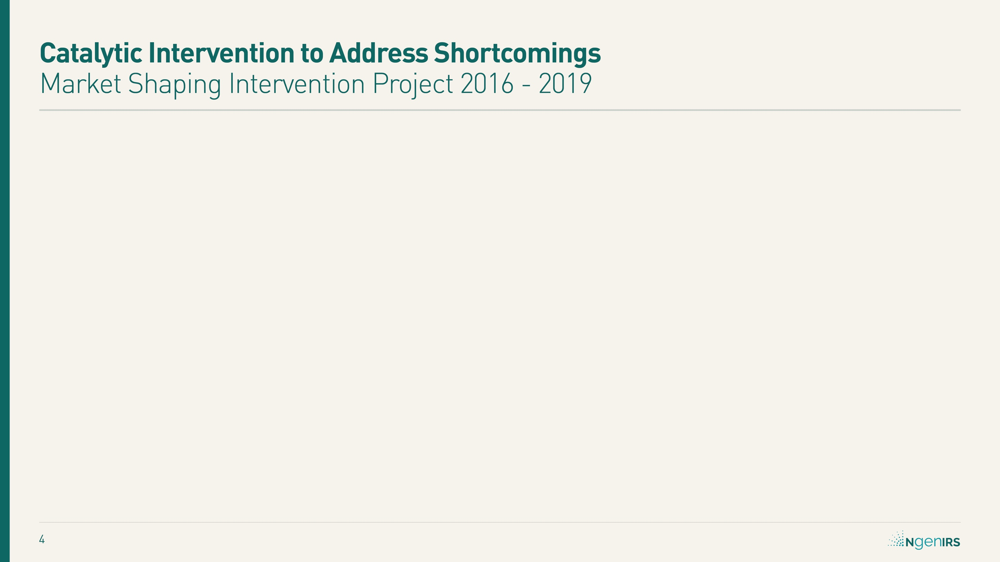 Catalytic Intervention to Address Shortcomings
Market Shaping Intervention Project 2016 - 2019
4
NgenIRS